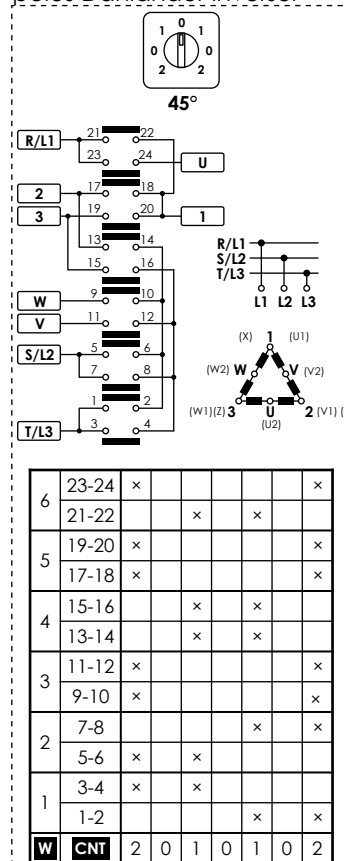 1 0 1
0 0
2 2
45°
R/L1 21 22
23 24 U
2 17 18
3 19 20 1
13 14
15 16
W 9 10
V 11 12
S/L2 5 6
7 8
1 2
T/L3 3 4
R/L1
S/L2
T/L3
L1 L2 L3
(X) 1 (U1)
(W2) W V (V2)
(W1)(Z) 3 U 2 (V1)
(U2)
6 23-24 × ×
21-22 × ×
5 19-20 × ×
17-18 × ×
4 15-16 × ×
13-14 × ×
3 11-12 × ×
9-10 × ×
2 7-8 × ×
5-6 × ×
1 3-4 × ×
1-2 × ×
W CNT 2 0 1 0 1 0 2